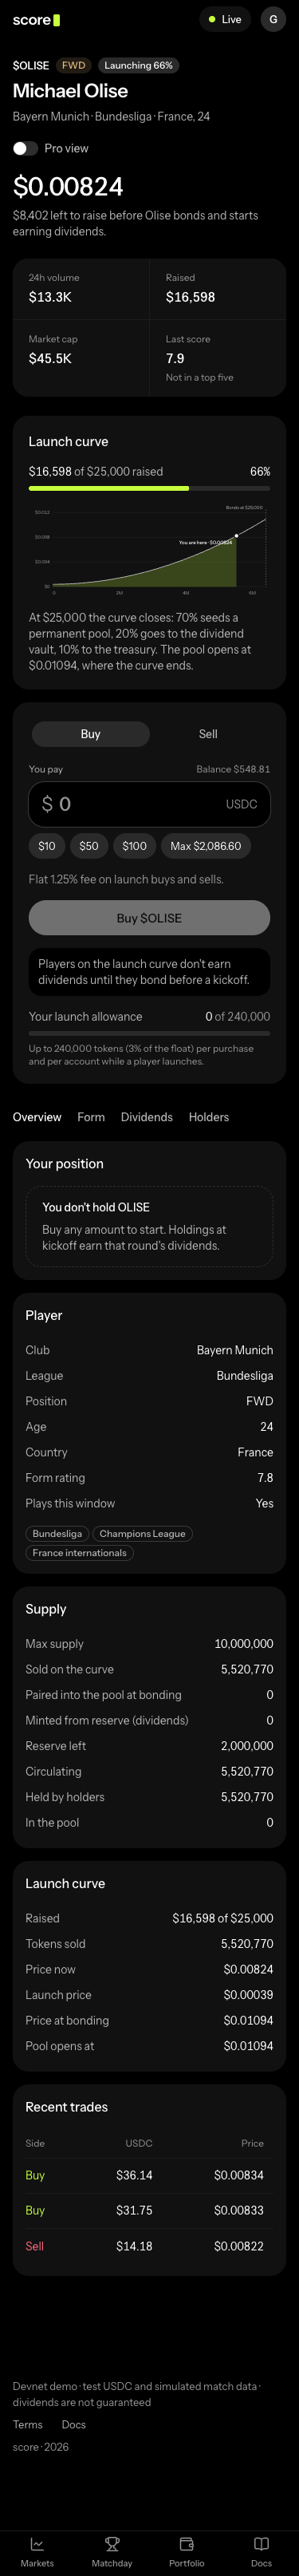 score
Live
G
$OLISE FWD Launching 66%
Michael Olise
Bayern Munich · Bundesliga · France, 24
Pro view
$0.00824
$8,402 left to raise before Olise bonds and starts
earning dividends.
24h volume
$13.3K
Raised
$16,598
Market cap
$45.5K
Last score
7.9
Not in a top five
Launch curve
$16,598 of $25,000 raised 66%
Bonds at $25,000
$0.012
You are here · $0.00824
$0.008
$0.004
$0
0 2M 4M 6M
At $25,000 the curve closes: 70% seeds a
permanent pool, 20% goes to the dividend
vault, 10% to the treasury. The pool opens at
$0.01094, where the curve ends.
Buy Sell
You pay Balance $548.81
$ 0 USDC
$10 $50 $100 Max $2,086.60
Flat 1.25% fee on launch buys and sells.
Buy $OLISE
Players on the launch curve don't earn
dividends until they bond before a kickoff.
Your launch allowance 0 of 240,000
Up to 240,000 tokens (3% of the float) per purchase
and per account while a player launches.
Overview Form Dividends Holders
Your position
You don't hold OLISE
Buy any amount to start. Holdings at
kickoff earn that round's dividends.
Player
Club Bayern Munich
League Bundesliga
Position FWD
Age 24
Country France
Form rating 7.8
Plays this window Yes
Bundesliga Champions League
France internationals
Supply
Max supply 10,000,000
Sold on the curve 5,520,770
Paired into the pool at bonding 0
Minted from reserve (dividends) 0
Reserve left 2,000,000
Circulating 5,520,770
Held by holders 5,520,770
In the pool 0
Launch curve
Raised $16,598 of $25,000
Tokens sold 5,520,770
Price now $0.00824
Launch price $0.00039
Price at bonding $0.01094
Pool opens at $0.01094
Recent trades
Side USDC Price
Buy $36.14 $0.00834
Buy $31.75 $0.00833
Sell $14.18 $0.00822
Devnet demo · test USDC and simulated match data ·
dividends are not guaranteed
Terms Docs
score · 2026
Markets Matchday Portfolio Docs